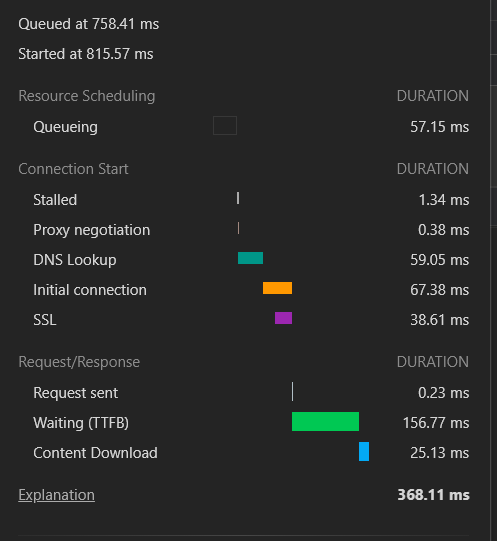 Queued at 758.41 ms
Started at 815.57 ms
Resource Scheduling DURATION
Queueing 57.15 ms
Connection Start DURATION
Stalled 1.34 ms
Proxy negotiation 0.38 ms
DNS Lookup 59.05 ms
Initial connection 67.38 ms
SSL 38.61 ms
Request/Response DURATION
Request sent 0.23 ms
Waiting (TTFB) 156.77 ms
Content Download 25.13 ms
Explanation 368.11 ms